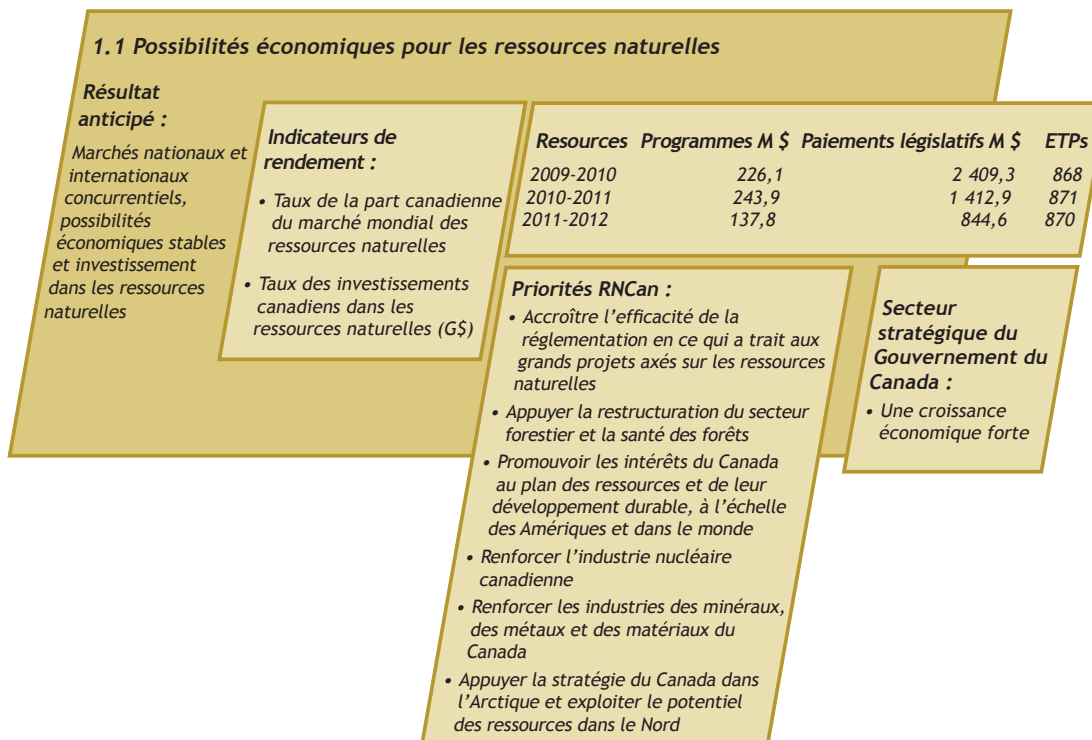 1.1 Possibilités économiques pour les ressources naturelles
Résultat
anticipé :
Marchés nationaux et
internationaux
concurrentiels,
possibilités
économiques stables
et investissement
dans les ressources
naturelles
Indicateurs de
rendement :
• Taux de la part canadienne
du marché mondial des
ressources naturelles
• Taux des investissements
canadiens dans les
ressources naturelles (G$)
Resources Programmes M $ Paiements législatifs M $ ETPs
2009-2010 226,1 2 409,3 868
2010-2011 243,9 1 412,9 871
2011-2012 137,8 844,6 870
Priorités RNCan :
• Accroître l’efficacité de la
réglementation en ce qui a trait aux
grands projets axés sur les ressources
naturelles
• Appuyer la restructuration du secteur
forestier et la santé des forêts
• Promouvoir les intérêts du Canada
au plan des ressources et de leur
développement durable, à l’échelle
des Amériques et dans le monde
• Renforcer l’industrie nucléaire
canadienne
• Renforcer les industries des minéraux,
des métaux et des matériaux du
Canada
• Appuyer la stratégie du Canada dans
l’Arctique et exploiter le potentiel
des ressources dans le Nord
Secteur
stratégique du
Gouvernement du
Canada :
• Une croissance
économique forte